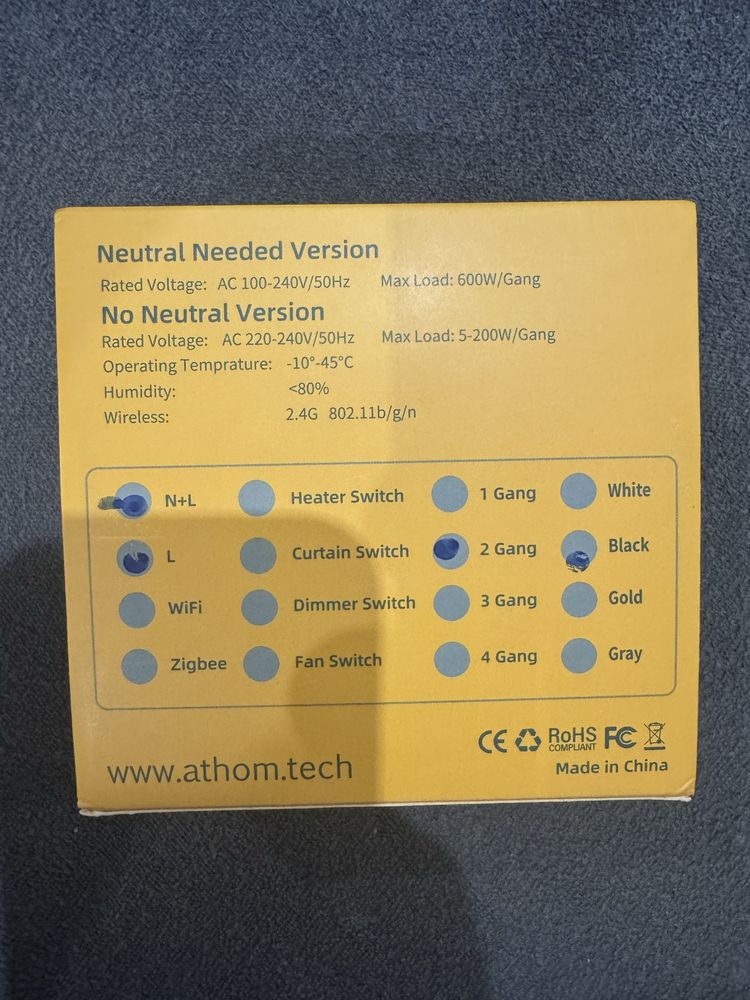 Neutral Needed Version
Rated Voltage: AC 100-240V/50Hz Max Load: 600W/Gang
No Neutral Version
Rated Voltage: AC 220-240V/50Hz Max Load: 5-200W/Gang
Operating Temprature: -10°-45°C
Humidity: <80%
Wireless: 2.4G 802.11b/g/n
N+L Heater Switch 1 Gang White
L Curtain Switch 2 Gang Black
WiFi Dimmer Switch 3 Gang Gold
Zigbee Fan Switch 4 Gang Gray
CE RoHS COMPLIANT FC
www.athom.tech Made in China